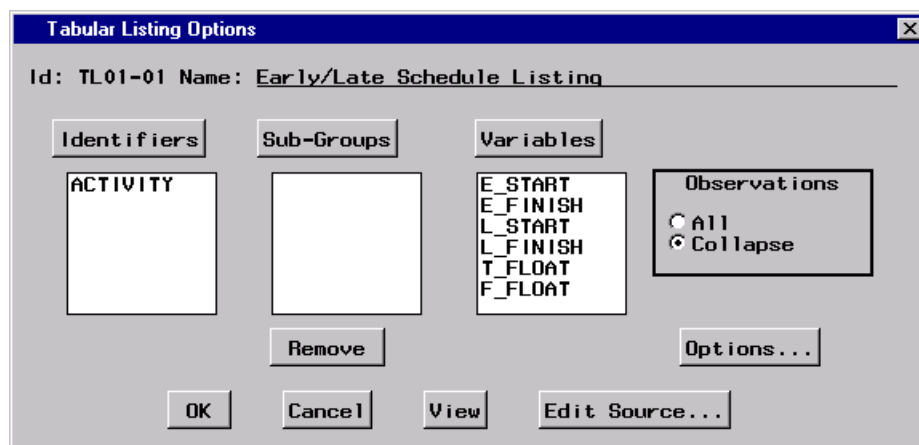 Tabular Listing Options
Id: TL01-01 Name: Early/Late Schedule Listing
Identifiers Sub-Groups Variables
ACTIVITY
E_START
E_FINISH
L_START
L_FINISH
T_FLOAT
F_FLOAT
Observations
All
Collapse
Remove Options...
OK Cancel View Edit Source...